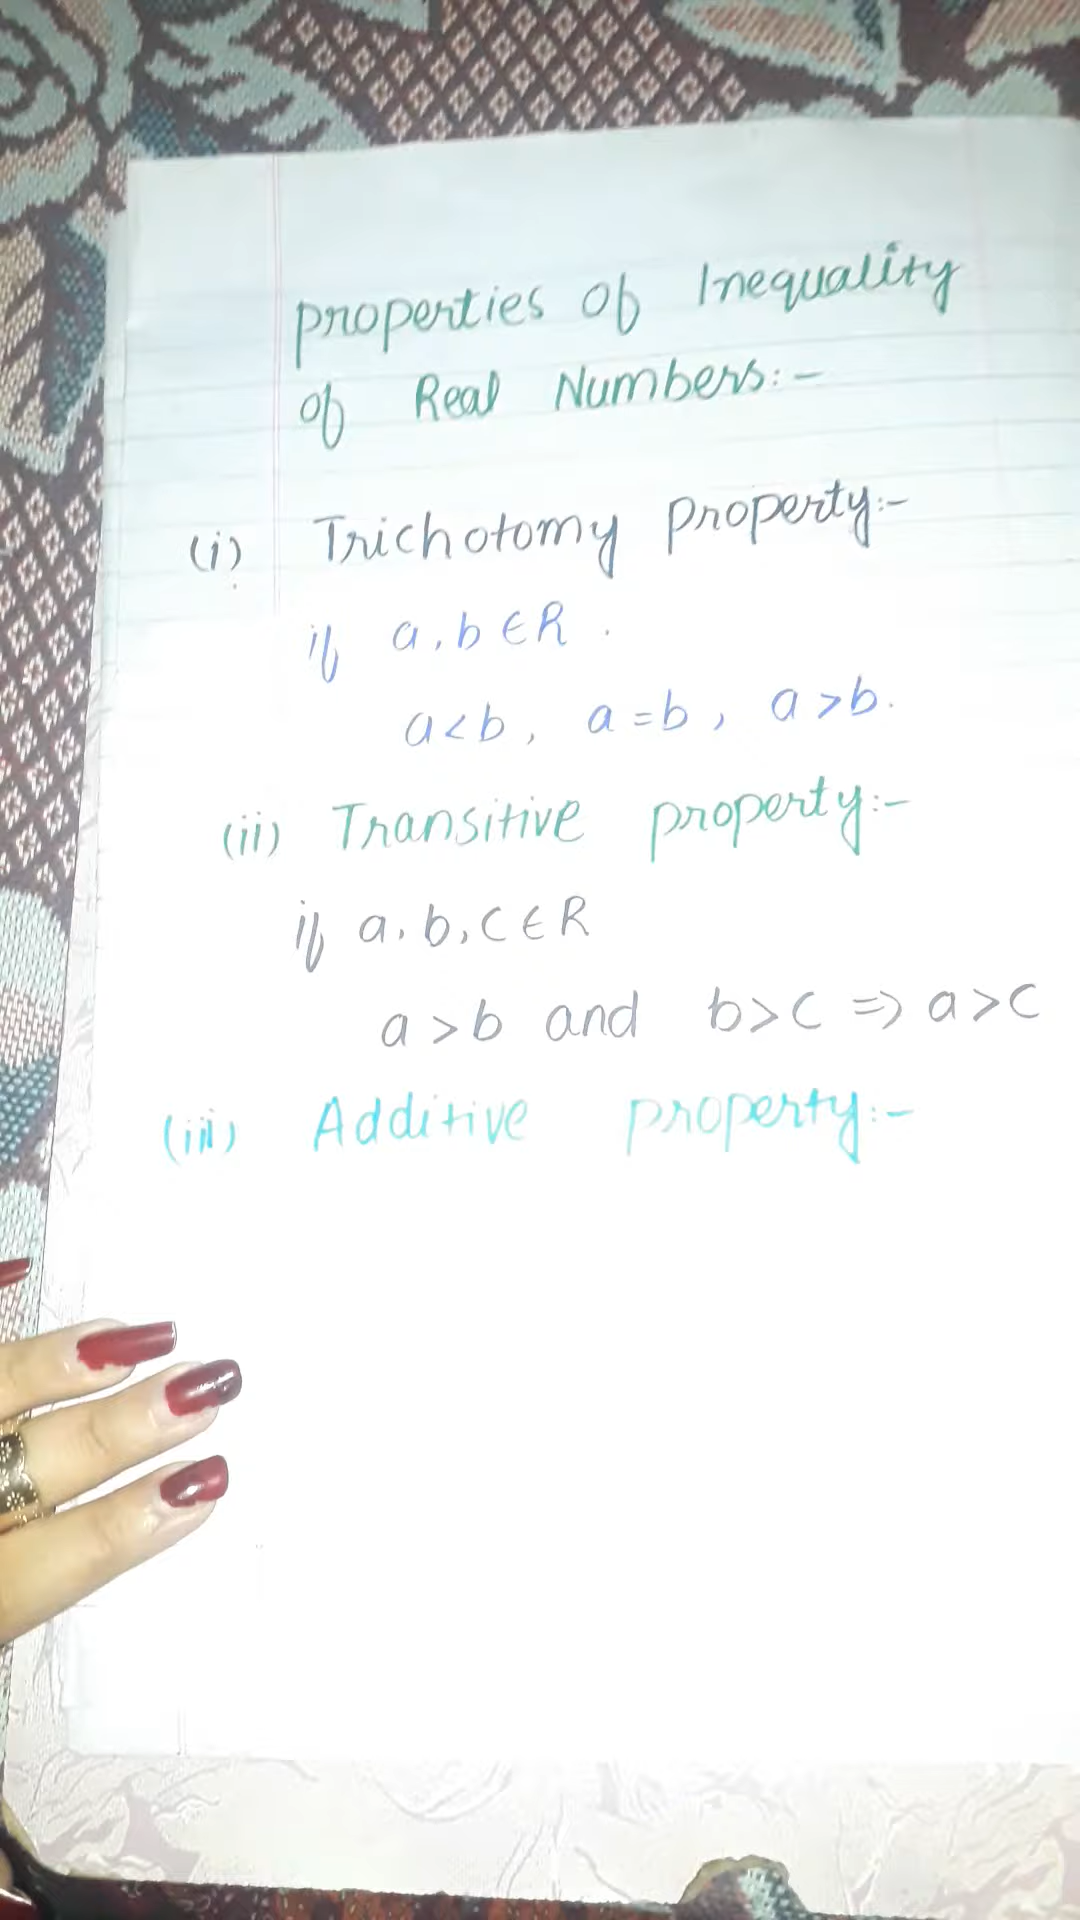 properties of Inequality
of Real Numbers:-
(i) Trichotomy property:-
if a, b ∈ R .
a < b , a = b , a > b.
(ii) Transitive property:-
if a, b, c ∈ R
a > b and b > c => a > c
(iii) Additive property:-